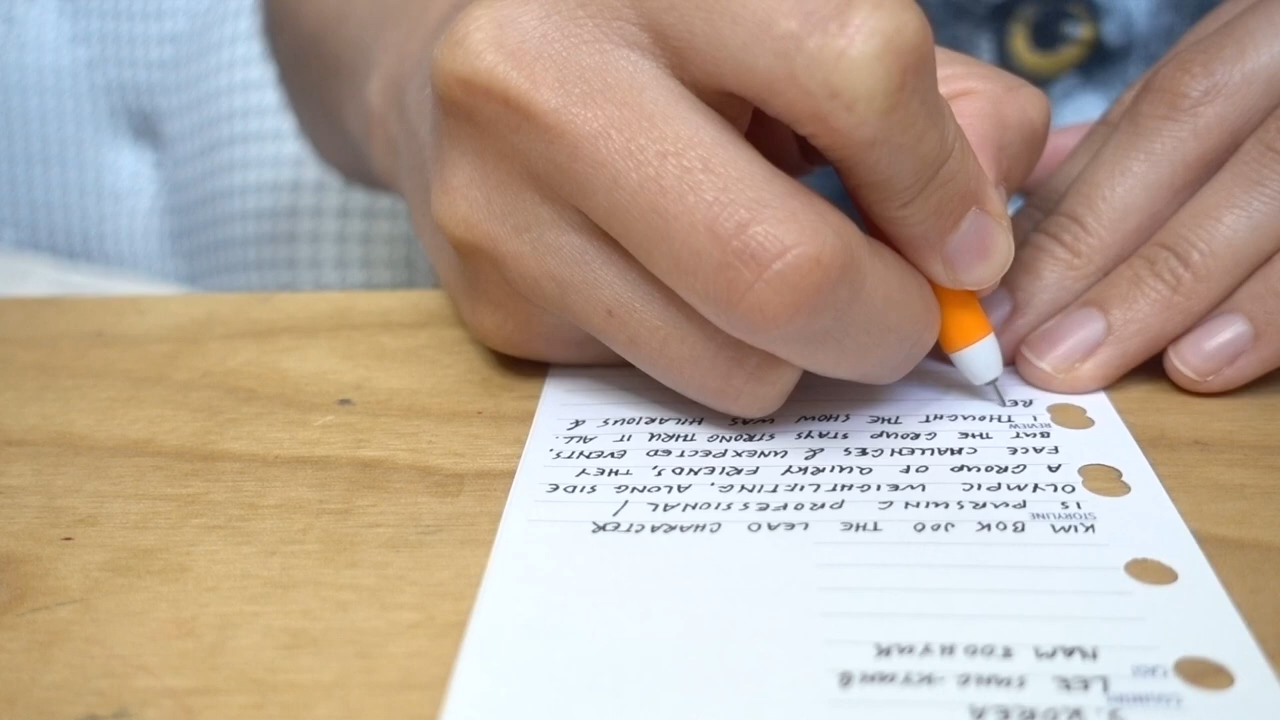 S. KOREA
COUNTRY
LEE SUNG-KYUNG
CAST
NAM JOOHYUK
KIM BOK JOO THE LEAD CHARACTER
STORYLINE
IS PURSUING PROFESSIONAL /
OLYMPIC WEIGHTLIFTING, ALONG SIDE
A GROUP OF QUIRKY FRIENDS, THEY
FACE CHALLENGES & UNEXPECTED EVENTS,
BUT THE GROUP STAYS STRONG THRU IT ALL.
REVIEW
I THOUGHT THE SHOW WAS HILARIOUS &
RE